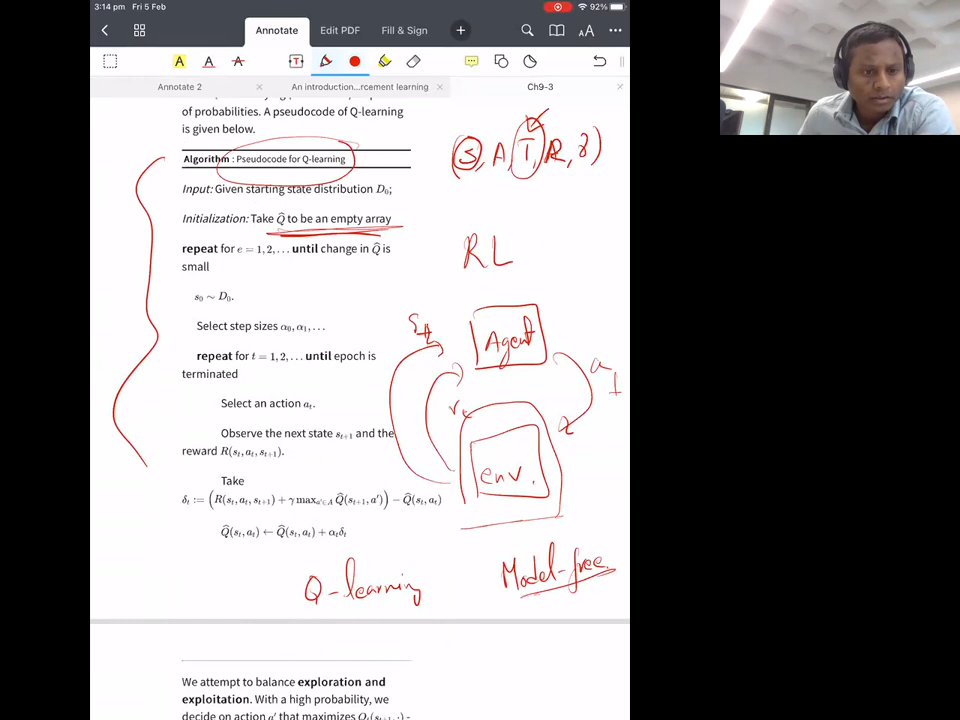 3:14 pm Fri 5 Feb
92%
Annotate
Edit PDF
Fill & Sign
AA
T
Annotate 2
An introduction...rcement learning
Ch9-3
of probabilities. A pseudocode of Q-learning
is given below.
Algorithm : Pseudocode for Q-learning
Input: Given starting state distribution D₀;
Initialization: Take Q̂ to be an empty array
repeat for e = 1, 2, … until change in Q̂ is
small
s₀ ∼ D₀.
Select step sizes α₀, α₁, …
repeat for t = 1, 2, … until epoch is
terminated
Select an action aₜ.
Observe the next state sₜ₊₁ and the
reward R(sₜ, aₜ, sₜ₊₁).
Take
δₜ := (R(sₜ, aₜ, sₜ₊₁) + γ max_{a′∈A} Q̂(sₜ₊₁, a′)) − Q̂(sₜ, aₜ)
Q̂(sₜ, aₜ) ← Q̂(sₜ, aₜ) + αₜδₜ
(S, A, T, R, γ)
RL
Agent
env.
Q-learning
Model-free
We attempt to balance exploration and
exploitation. With a high probability, we